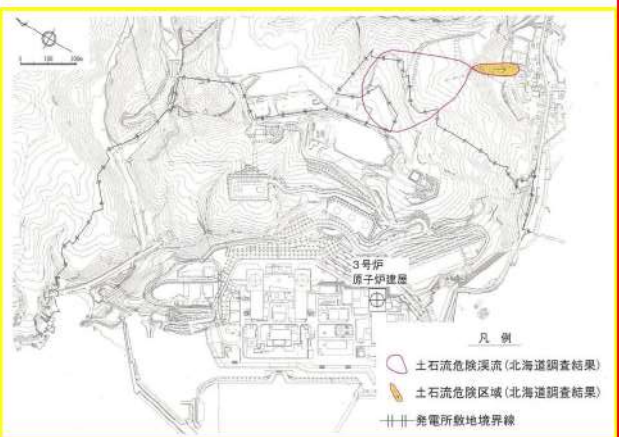 3号炉
原子炉建屋
凡 例
土石流危険渓流(北海道調査結果)
土石流危険区域(北海道調査結果)
発電所敷地境界線